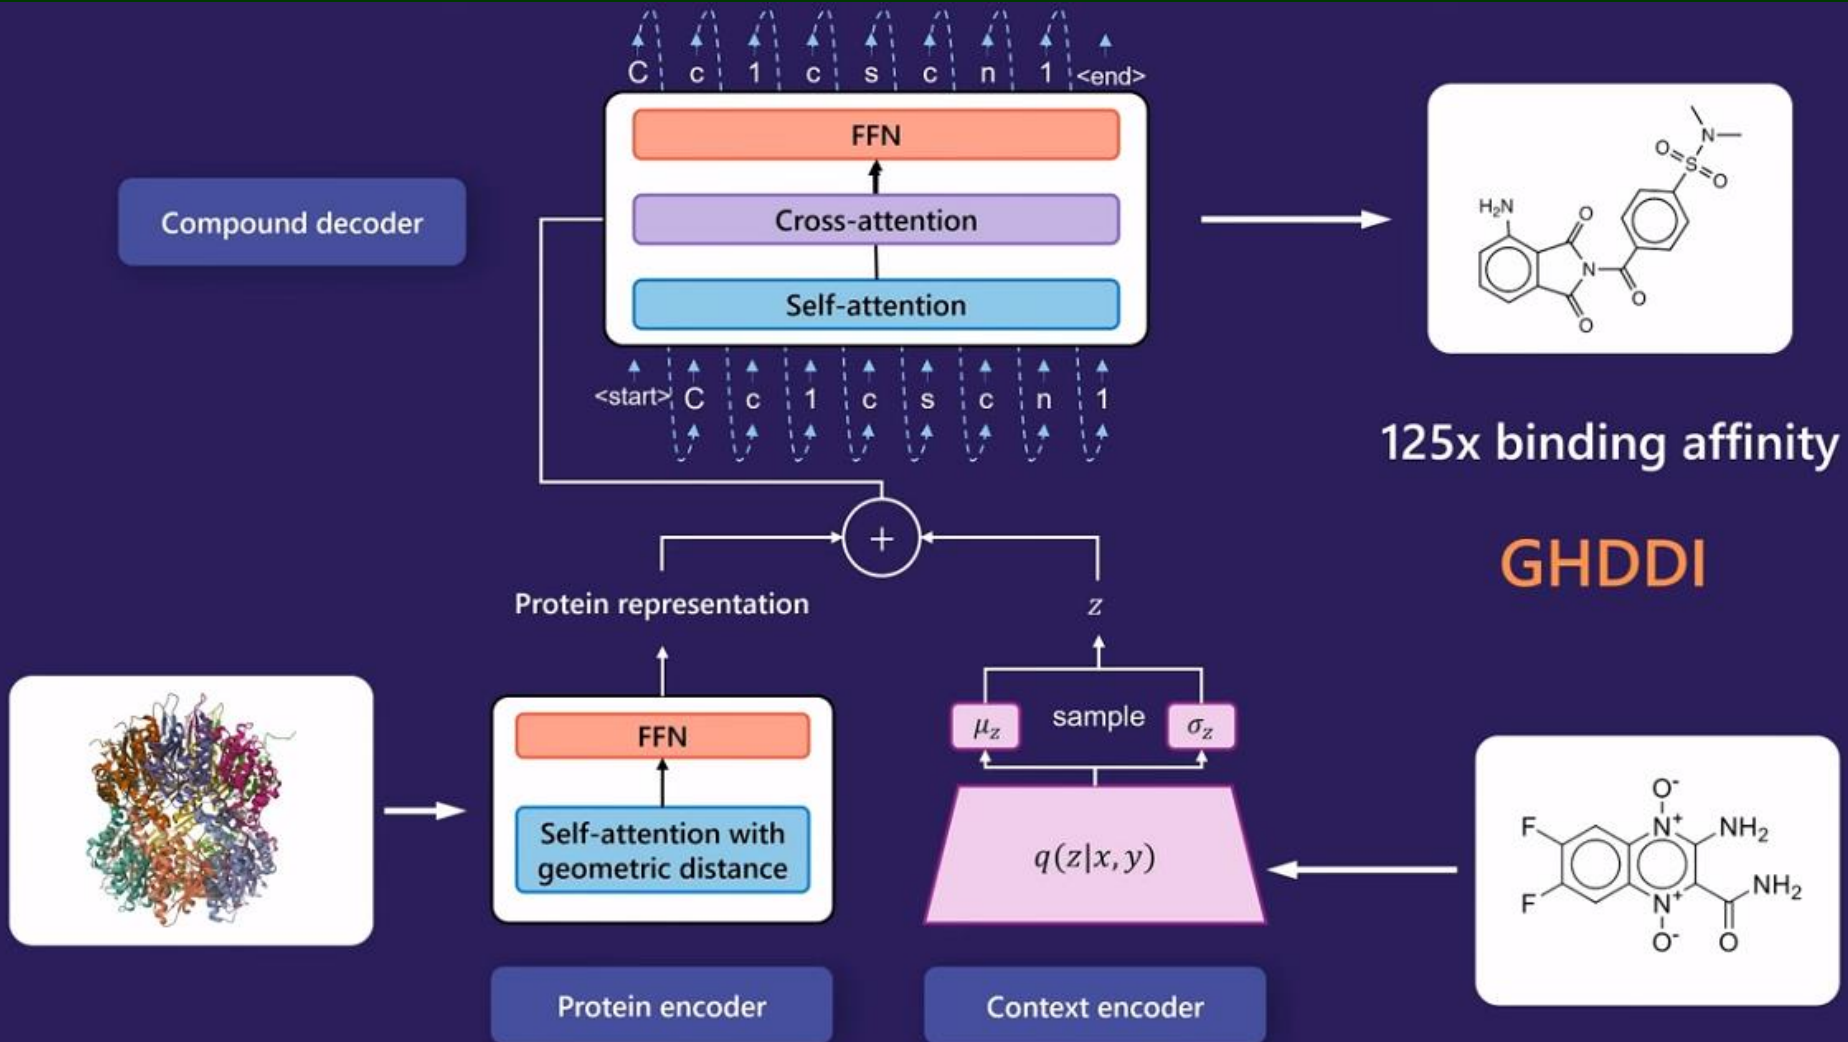 C c 1 c s c n 1 <end>
FFN
Compound decoder
Cross-attention
Self-attention
<start> C c 1 c s c n 1
H₂N
O
O
N
O
O
S
O
N
125x binding affinity
GHDDI
+
Protein representation
z
FFN
Self-attention with
geometric distance
μz
sample
σz
q(z|x, y)
O-
F
N+
NH₂
F
N+
NH₂
O-
O
Protein encoder
Context encoder